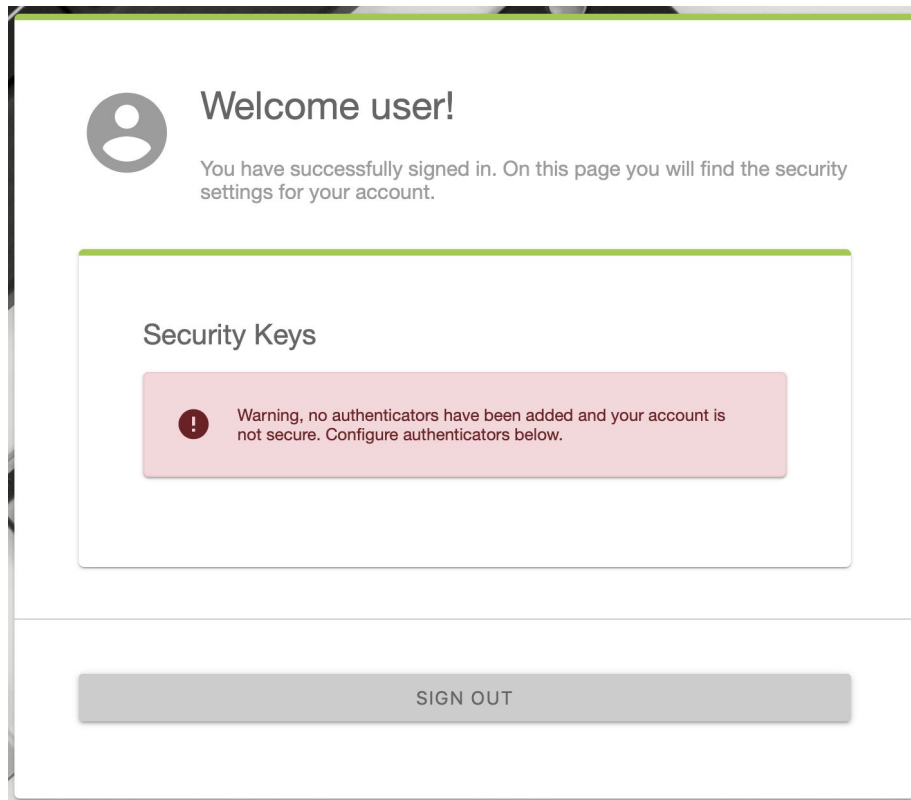 Welcome user!
You have successfully signed in. On this page you will find the security
settings for your account.
Security Keys
Warning, no authenticators have been added and your account is
not secure. Configure authenticators below.
SIGN OUT